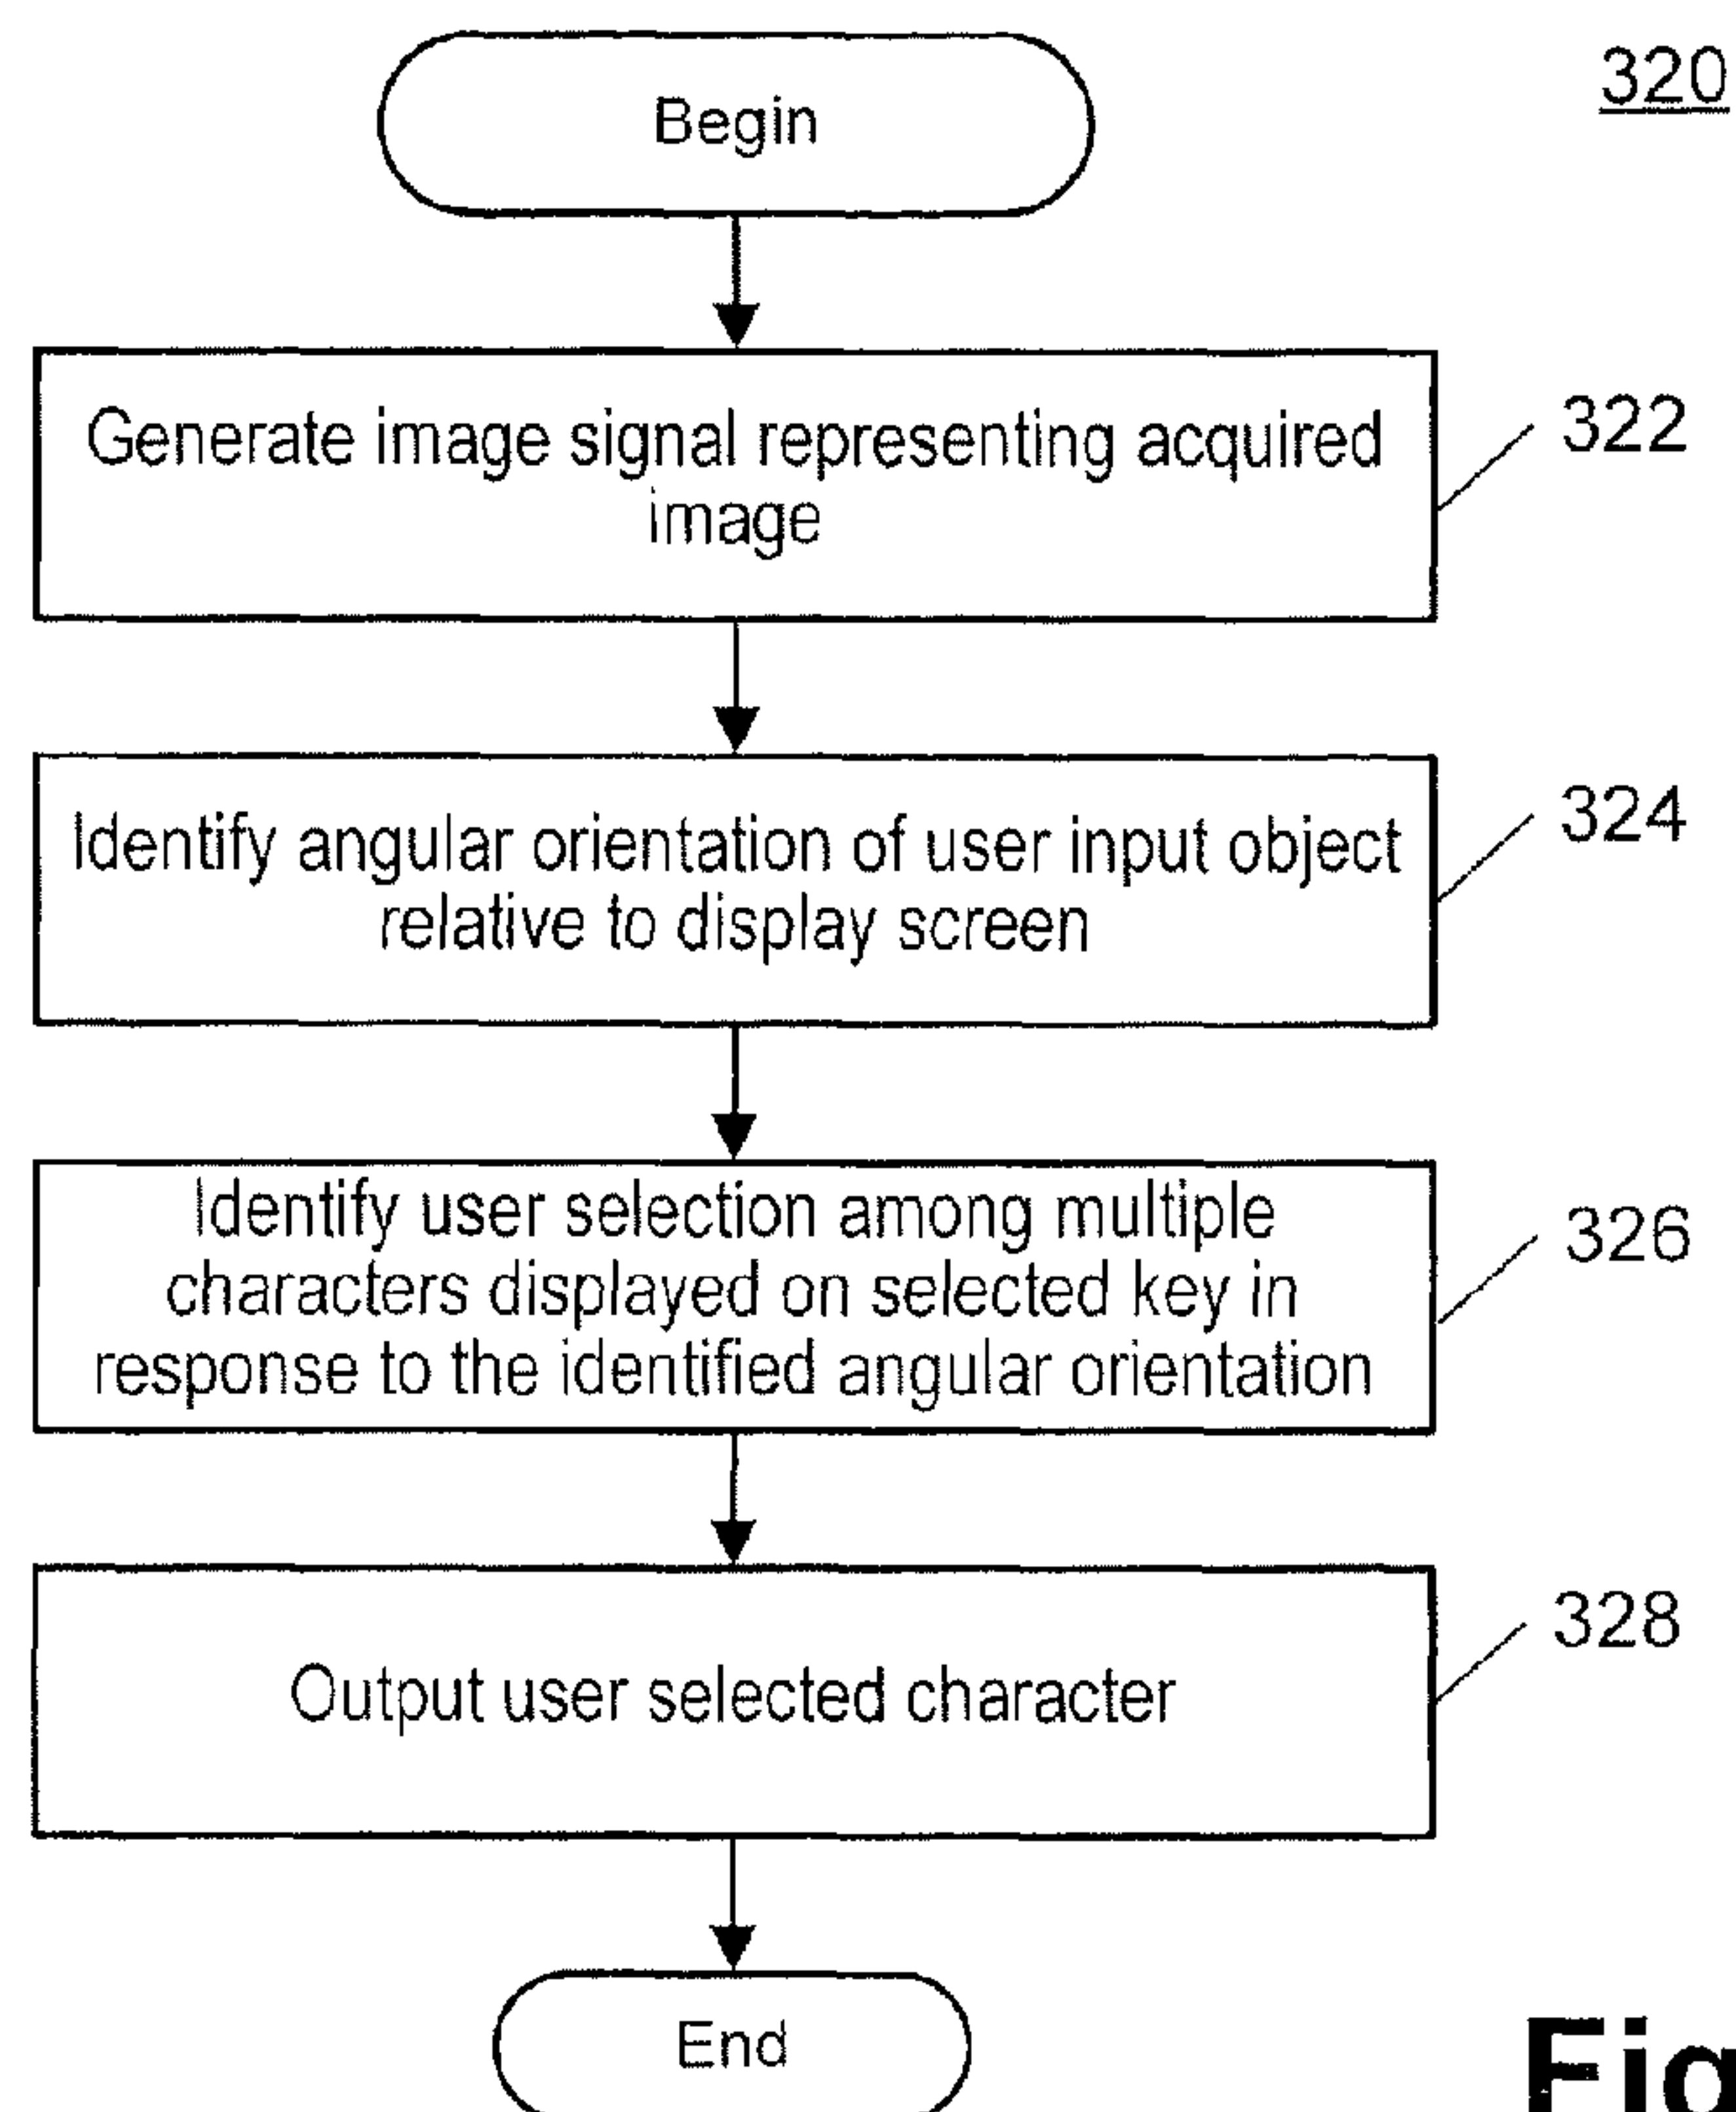 320
Begin
Generate image signal representing acquired
image
322
Identify angular orientation of user input object
relative to display screen
324
Identify user selection among multiple
characters displayed on selected key in
response to the identified angular orientation
326
Output user selected character
328
End
Fig